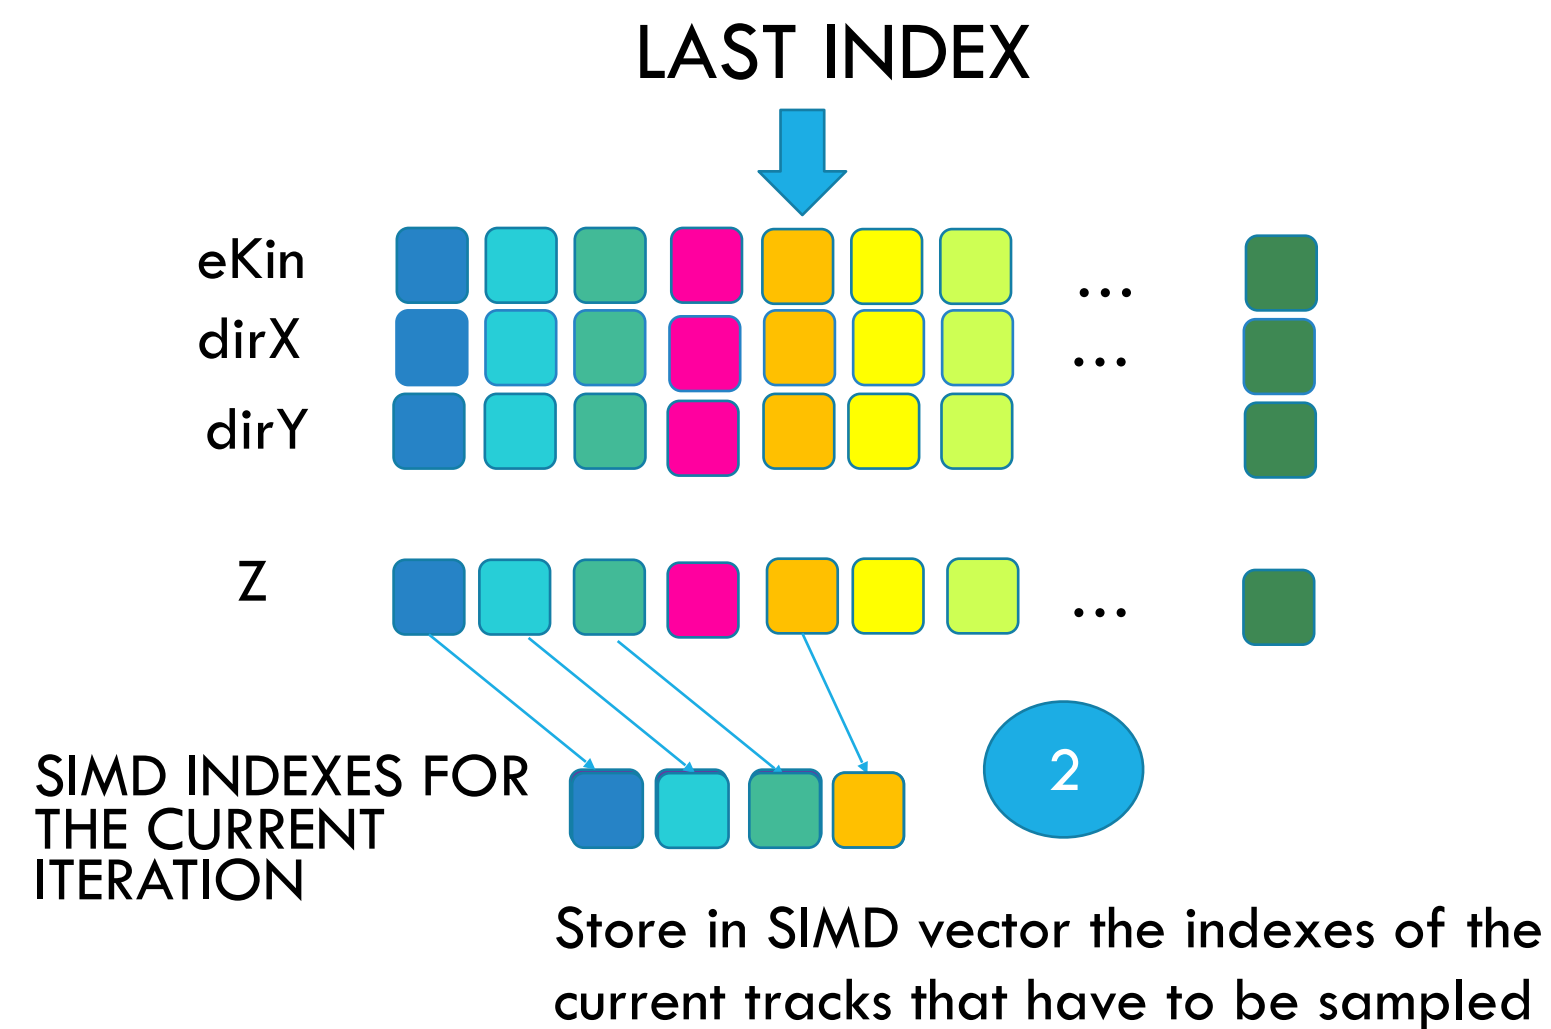 LAST INDEX
eKin
...
dirX
...
dirY
Z
...
SIMD INDEXES FOR
THE CURRENT
ITERATION
2
Store in SIMD vector the indexes of the
current tracks that have to be sampled